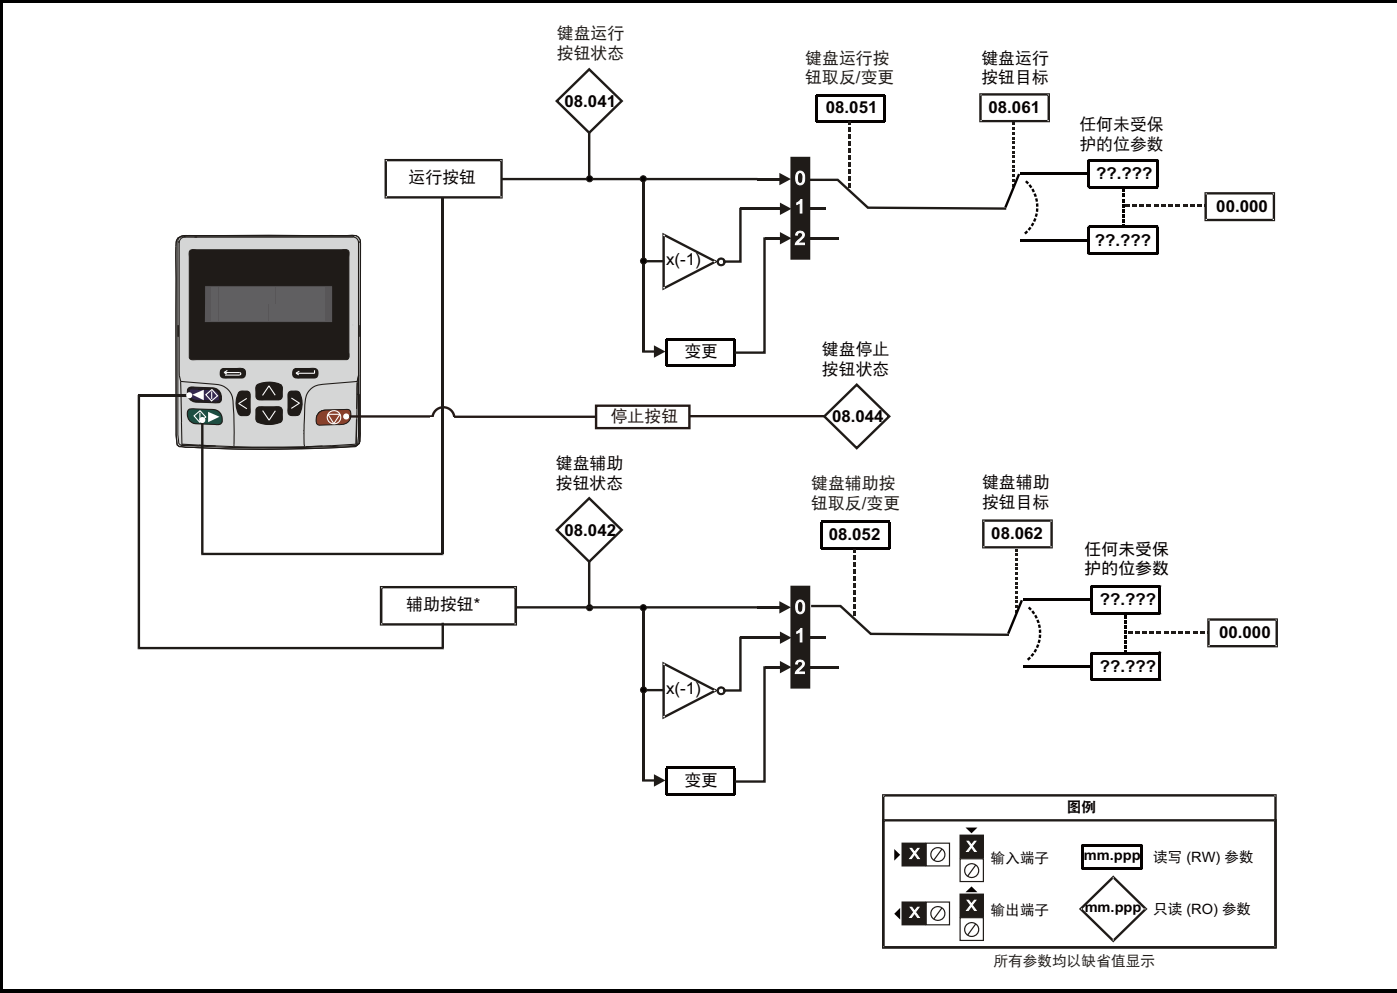 键盘运行
按钮状态
08.041
键盘运行按
钮取反/变更
08.051
键盘运行
按钮目标
08.061
任何未受保
护的位参数
??.???
??.???
00.000
运行按钮
0
1
2
x(-1)
变更
键盘停止
按钮状态
停止按钮
08.044
键盘辅助
按钮状态
08.042
键盘辅助按
钮取反/变更
08.052
键盘辅助
按钮目标
08.062
任何未受保
护的位参数
??.???
??.???
00.000
辅助按钮*
0
1
2
x(-1)
变更
图例
X
X
输入端子
mm.ppp
读写 (RW) 参数
X
X
输出端子
mm.ppp
只读 (RO) 参数
所有参数均以缺省值显示